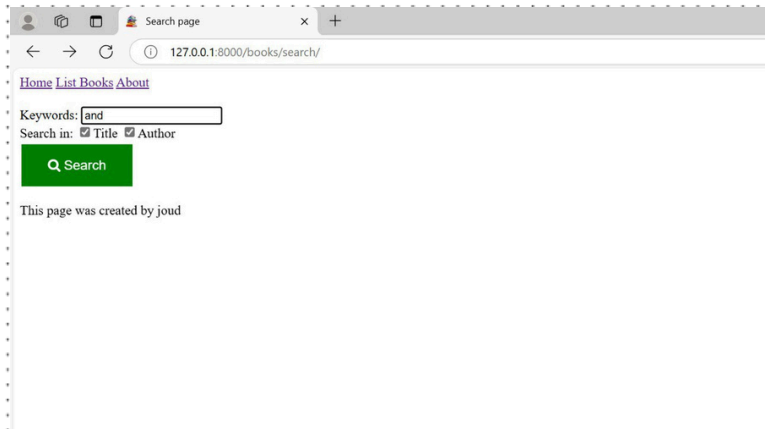 Search page
127.0.0.1:8000/books/search/
Home List Books About
Keywords: and
Search in: Title Author
Search
This page was created by joud